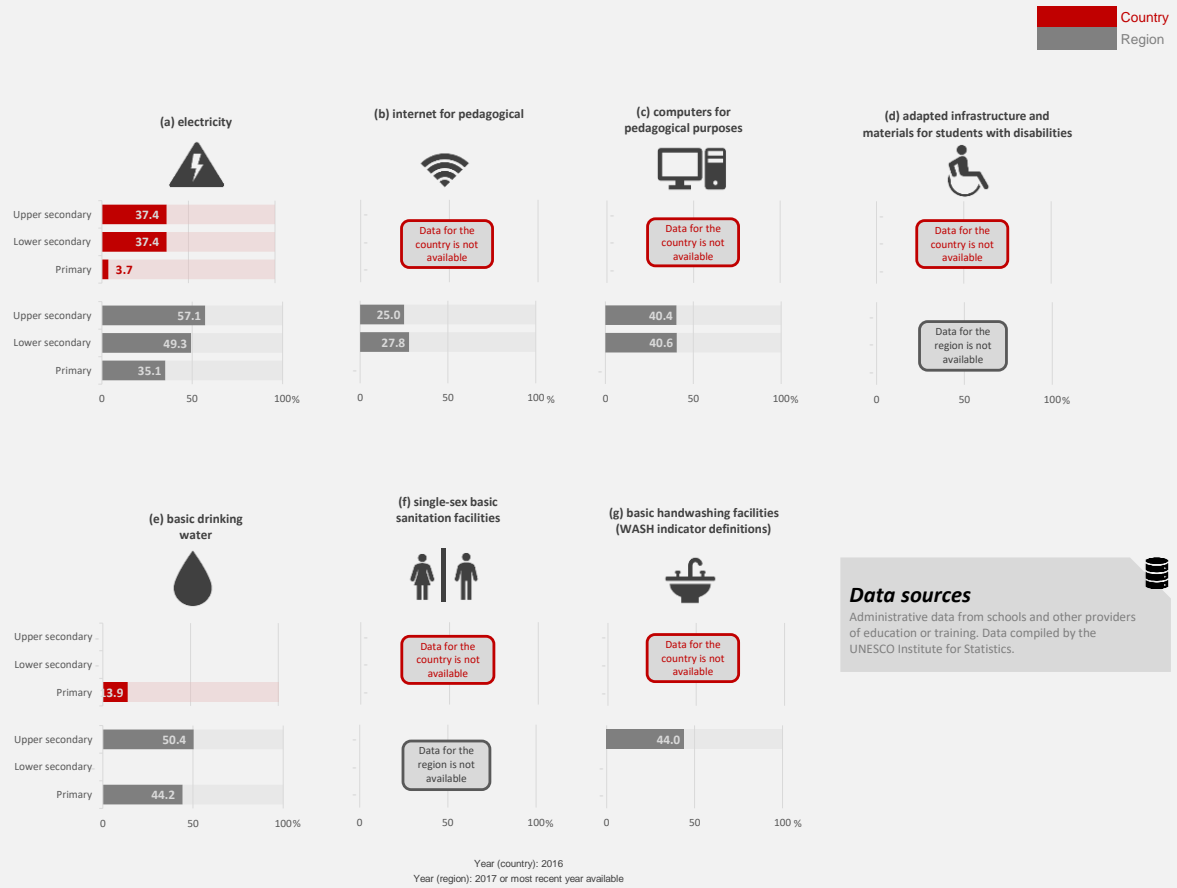 Country
Region
(a) electricity
(b) internet for pedagogical
(c) computers for
pedagogical purposes
(d) adapted infrastructure and
materials for students with disabilities
Upper secondary
37.4
Lower secondary
37.4
Primary
3.7
Data for the
country is not
available
Data for the
country is not
available
Data for the
country is not
available
Upper secondary
57.1
Lower secondary
49.3
Primary
35.1
0 50 100%
25.0
27.8
0 50 100 %
40.4
40.6
0 50 100%
Data for the
region is not
available
0 50 100%
(e) basic drinking
water
(f) single-sex basic
sanitation facilities
(g) basic handwashing facilities
(WASH indicator definitions)
Upper secondary
Lower secondary
Primary
13.9
Data for the
country is not
available
Data for the
country is not
available
Upper secondary
50.4
Lower secondary
Primary
44.2
0 50 100%
Data for the
region is not
available
0 50 100%
44.0
0 50 100 %
Data sources
Administrative data from schools and other providers
of education or training. Data compiled by the
UNESCO Institute for Statistics.
Year (country): 2016
Year (region): 2017 or most recent year available